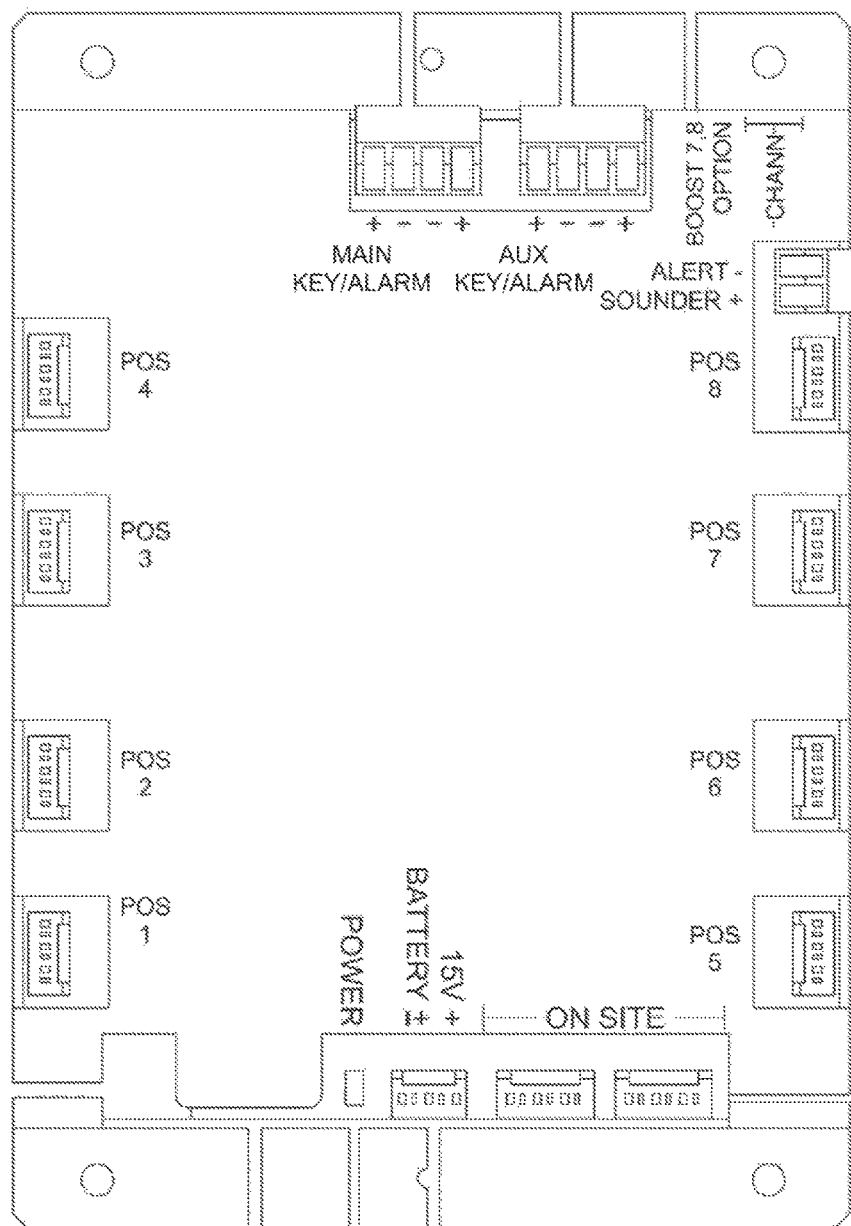 BOOST 7,8
OPTION
CHANN
+ - - +
+ - - +
MAIN
KEY/ALARM
AUX
KEY/ALARM
ALERT -
SOUNDER +
POS
4
POS
8
POS
3
POS
7
POS
2
POS
6
POS
1
POS
5
POWER
BATTERY ±
15V +
ON SITE